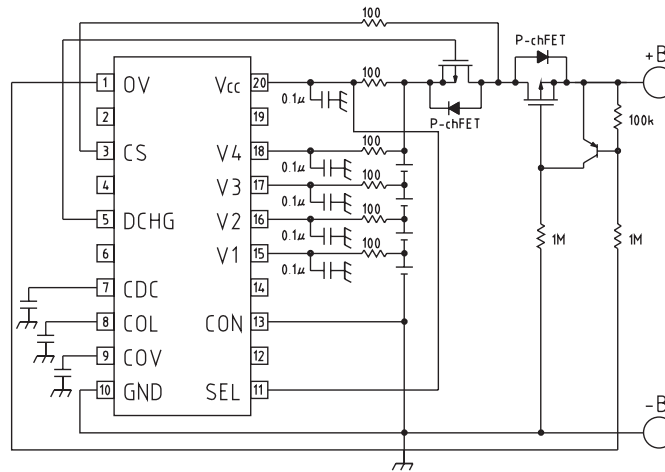 100
P-chFET
+B
1 OV Vcc 20
0.1μ
100
P-chFET
100k
2 19
3 CS V4 18
100
0.1μ
4 V3 17
100
0.1μ
5 DCHG V2 16
100
0.1μ
1M
1M
6 V1 15
100
0.1μ
7 CDC 14
8 COL CON 13
9 COV 12
10 GND SEL 11
-B